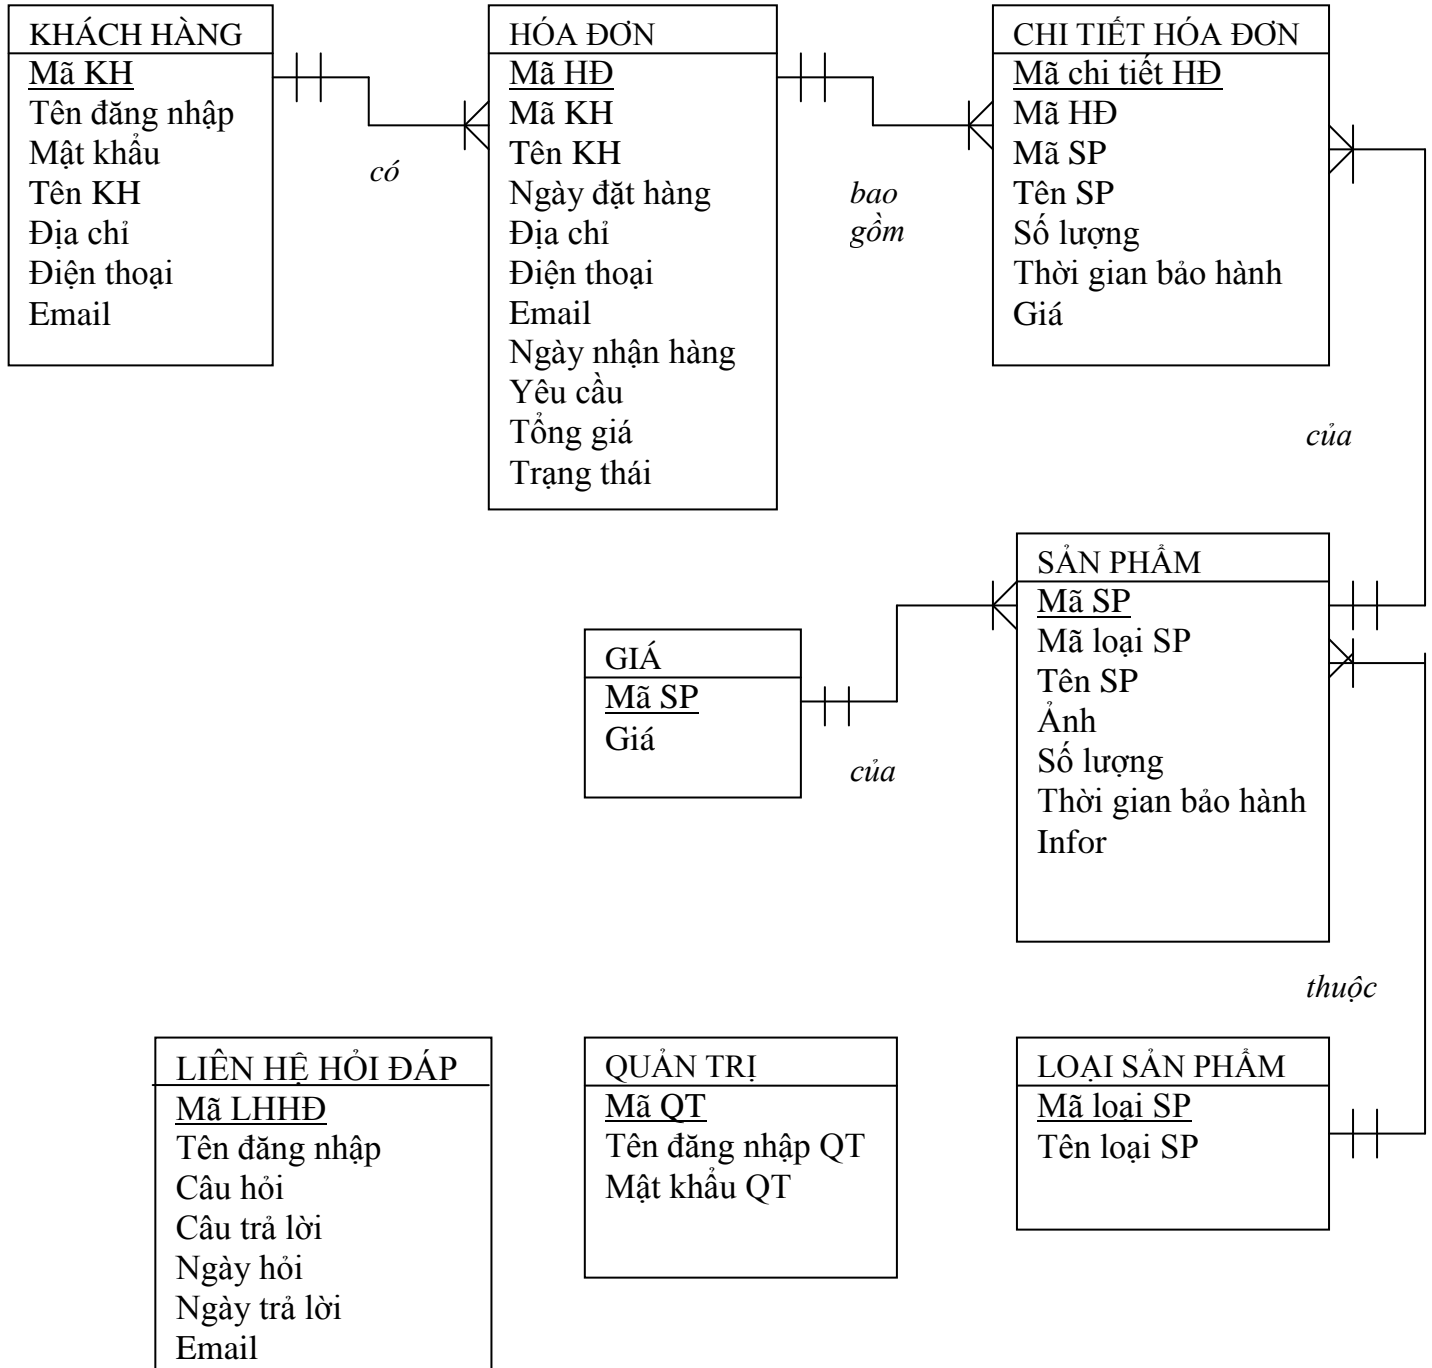 KHÁCH HÀNG
Mã KH
Tên đăng nhập
Mật khẩu
Tên KH
Địa chỉ
Điện thoại
Email
có
HÓA ĐƠN
Mã HĐ
Mã KH
Tên KH
Ngày đặt hàng
Địa chỉ
Điện thoại
Email
Ngày nhận hàng
Yêu cầu
Tổng giá
Trạng thái
bao
gồm
CHI TIẾT HÓA ĐƠN
Mã chi tiết HĐ
Mã HĐ
Mã SP
Tên SP
Số lượng
Thời gian bảo hành
Giá
của
GIÁ
Mã SP
Giá
của
SẢN PHẨM
Mã SP
Mã loại SP
Tên SP
Ảnh
Số lượng
Thời gian bảo hành
Infor
thuộc
LIÊN HỆ HỎI ĐÁP
Mã LHHĐ
Tên đăng nhập
Câu hỏi
Câu trả lời
Ngày hỏi
Ngày trả lời
Email
QUẢN TRỊ
Mã QT
Tên đăng nhập QT
Mật khẩu QT
LOẠI SẢN PHẨM
Mã loại SP
Tên loại SP